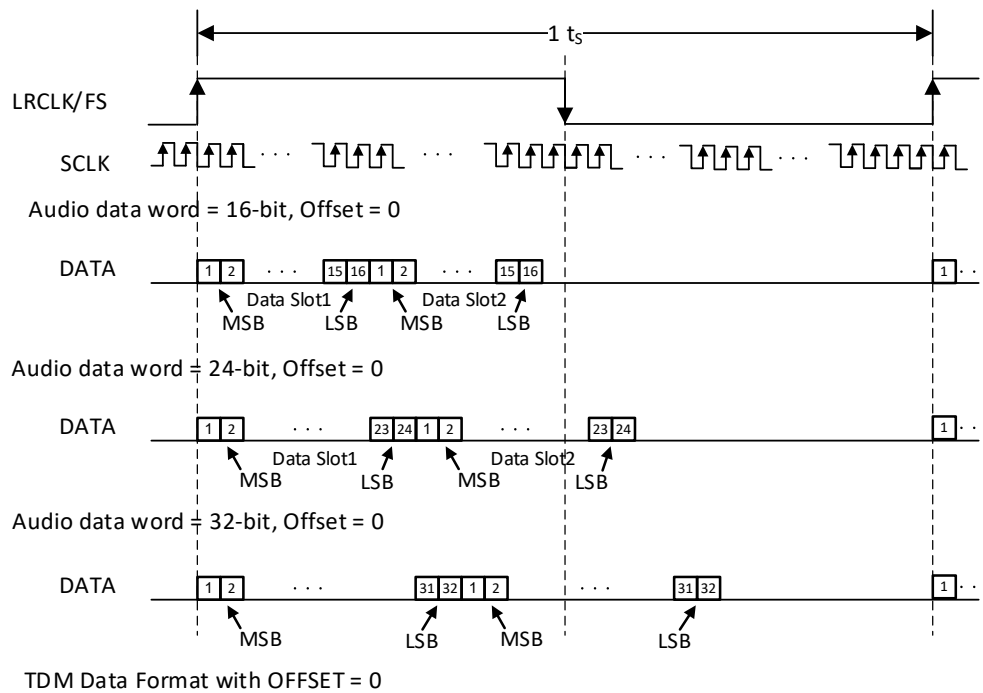 1 tS
LRCLK/FS
SCLK . . . . . . . . . . . .
Audio data word = 16-bit, Offset = 0
DATA 1 2 . . . 15 16 1 2 . . . 15 16 1 . .
Data Slot1 Data Slot2
MSB LSB MSB LSB
Audio data word = 24-bit, Offset = 0
DATA 1 2 . . . 23 24 1 2 . . . 23 24 1 . .
Data Slot1 Data Slot2
MSB LSB MSB LSB
Audio data word = 32-bit, Offset = 0
DATA 1 2 . . . 31 32 1 2 . . . 31 32 1 . .
MSB LSB MSB LSB
TDM Data Format with OFFSET = 0